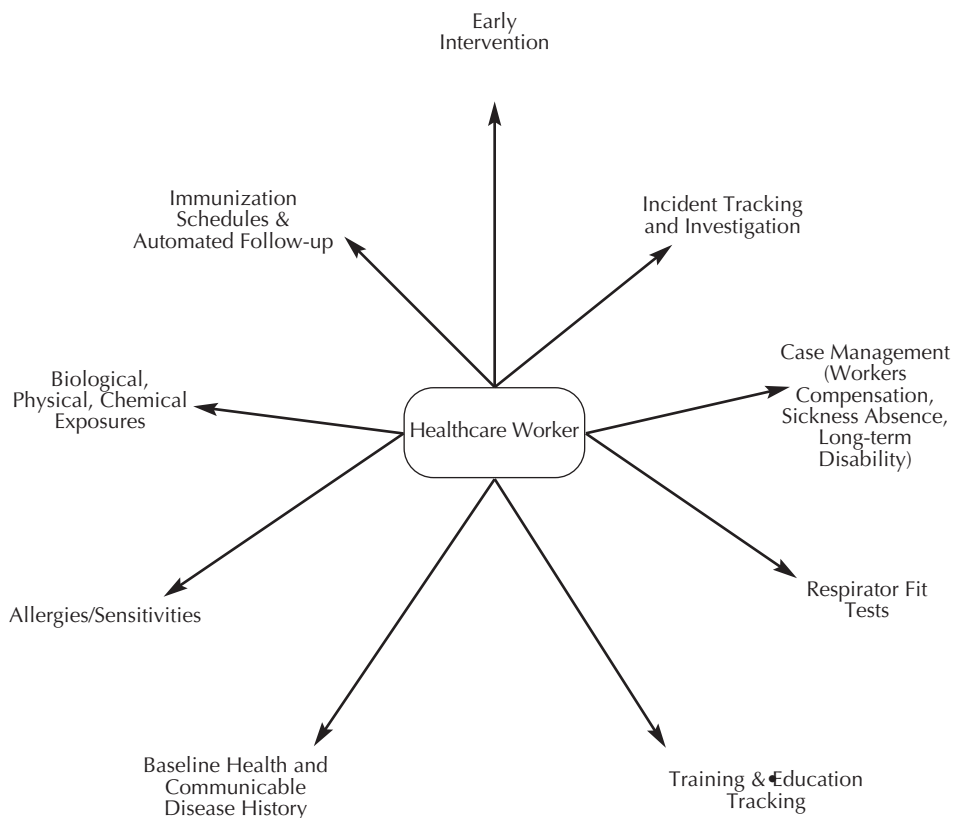 Early
Intervention
Immunization
Schedules &
Automated Follow-up
Incident Tracking
and Investigation
Case Management
(Workers
Compensation,
Sickness Absence,
Long-term
Disability)
Biological,
Physical, Chemical
Exposures
Healthcare Worker
Respirator Fit
Tests
Allergies/Sensitivities
Baseline Health and
Communicable
Disease History
Training & •Education
Tracking